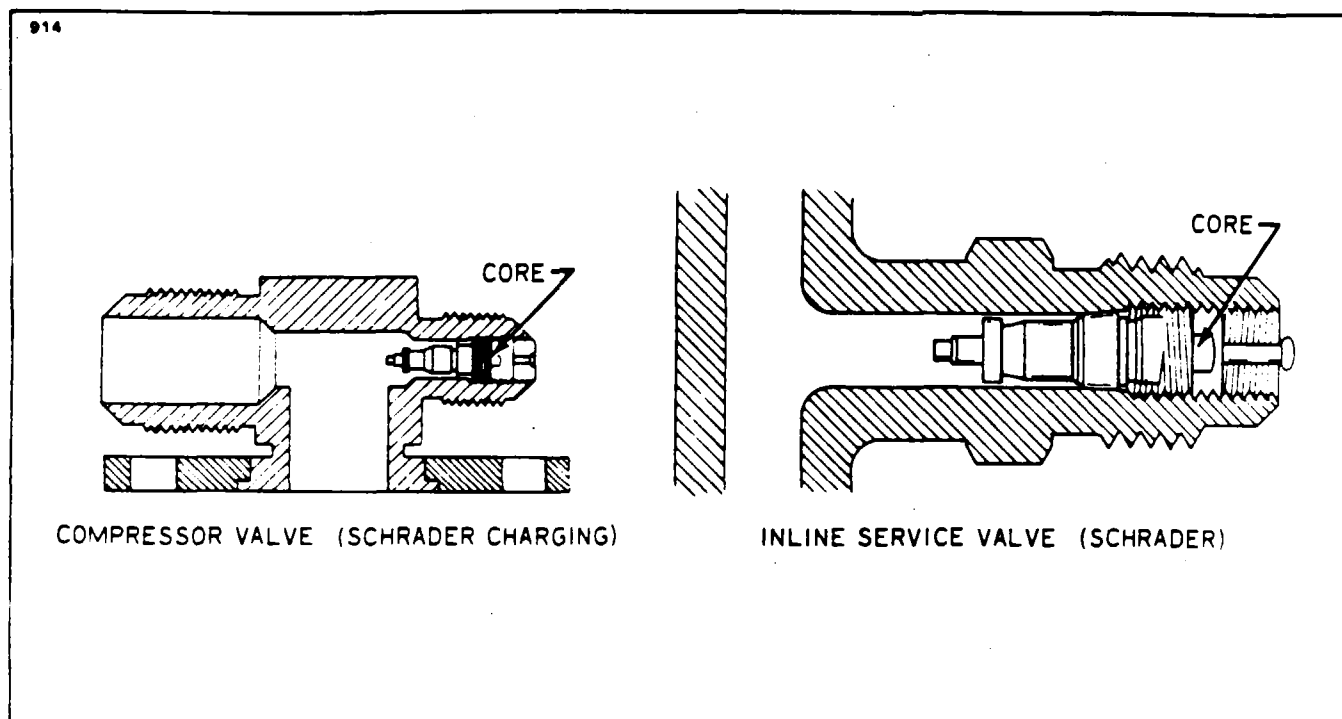 914
CORE
CORE
COMPRESSOR VALVE (SCHRADER CHARGING)
INLINE SERVICE VALVE (SCHRADER)